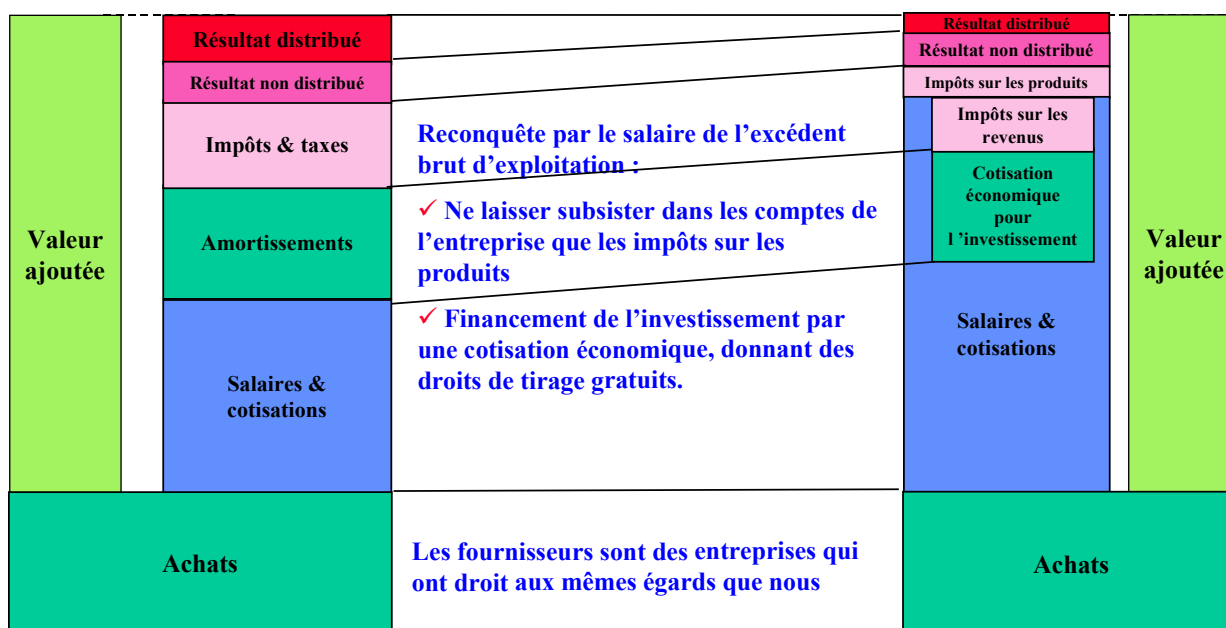 Valeur
ajoutée
Résultat distribué
Résultat non distribué
Impôts & taxes
Amortissements
Salaires &
cotisations
Achats
Reconquête par le salaire de l’excédent
brut d’exploitation :
✓ Ne laisser subsister dans les comptes de
l’entreprise que les impôts sur les
produits
✓ Financement de l’investissement par
une cotisation économique, donnant des
droits de tirage gratuits.
Les fournisseurs sont des entreprises qui
ont droit aux mêmes égards que nous
Résultat distribué
Résultat non distribué
Impôts sur les produits
Impôts sur les
revenus
Cotisation
économique
pour
l ’investissement
Salaires &
cotisations
Achats
Valeur
ajoutée